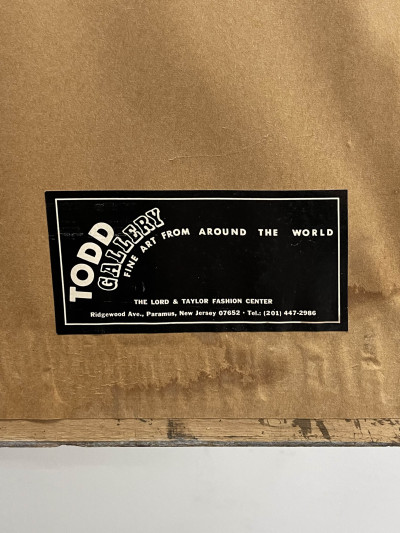 TODD
GALLERY
FINE ART FROM AROUND THE WORLD
THE LORD & TAYLOR FASHION CENTER
Ridgewood Ave., Paramus, New Jersey 07652 · Tel.: (201) 447-2986